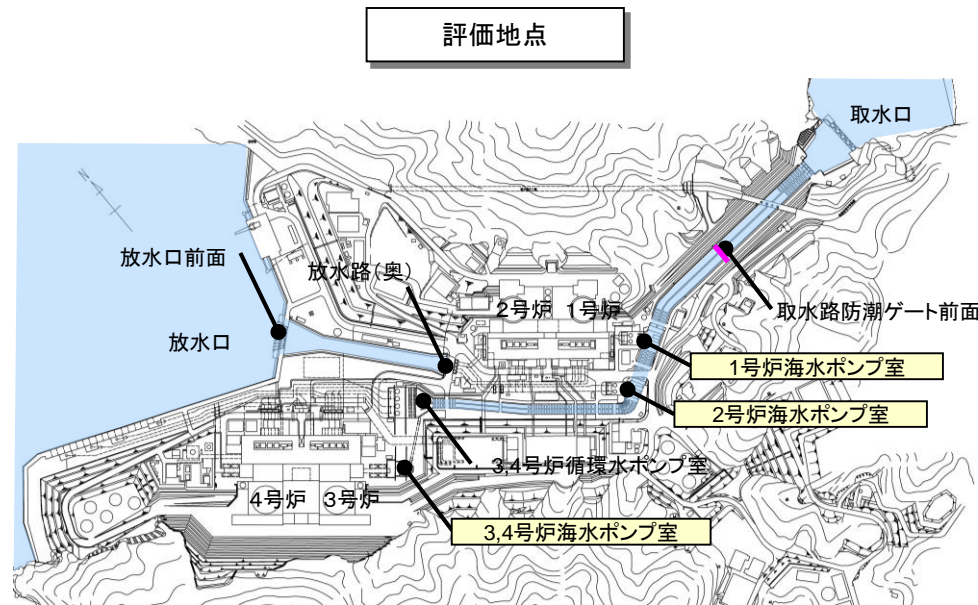 評価地点
取水口
放水口前面
放水路（奥）
2号炉
1号炉
取水路防潮ゲート前面
放水口
1号炉海水ポンプ室
2号炉海水ポンプ室
3,4号炉循環水ポンプ室
4号炉
3号炉
3,4号炉海水ポンプ室
N